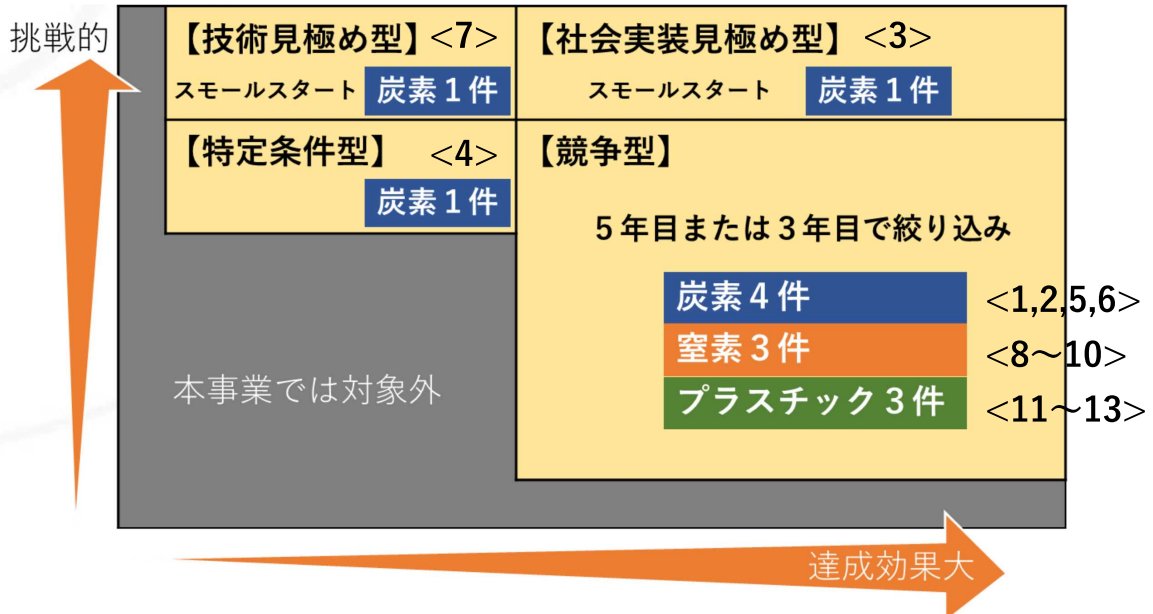 挑戦的
【技術見極め型】 <7>
スモールスタート 炭素1件
【社会実装見極め型】 <3>
スモールスタート 炭素1件
【特定条件型】 <4>
炭素1件
【競争型】
5年目または3年目で絞り込み
炭素4件 <1,2,5,6>
窒素3件 <8～10>
プラスチック3件 <11～13>
本事業では対象外
達成効果大